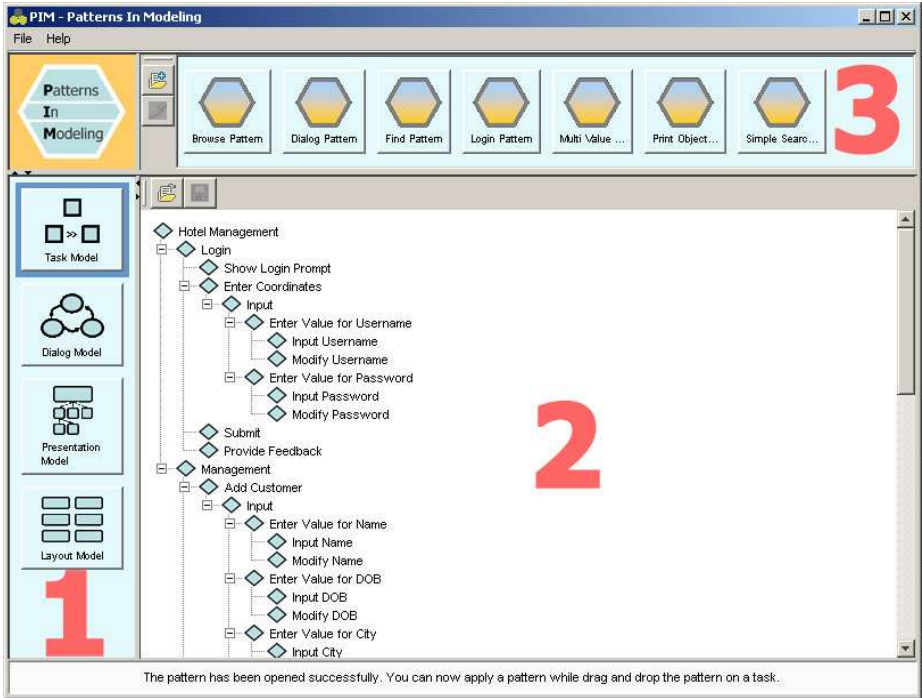 PIM - Patterns In Modeling
File Help
Patterns
In
Modeling
Browse Pattern
Dialog Pattern
Find Pattern
Login Pattern
Multi Value ...
Print Object...
Simple Searc...
3
Task Model
Dialog Model
Presentation
Model
Layout Model
1
Hotel Management
Login
Show Login Prompt
Enter Coordinates
Input
Enter Value for Username
Input Username
Modify Username
Enter Value for Password
Input Password
Modify Password
Submit
Provide Feedback
Management
Add Customer
Input
Enter Value for Name
Input Name
Modify Name
Enter Value for DOB
Input DOB
Modify DOB
Enter Value for City
Input City
2
The pattern has been opened successfully. You can now apply a pattern while drag and drop the pattern on a task.